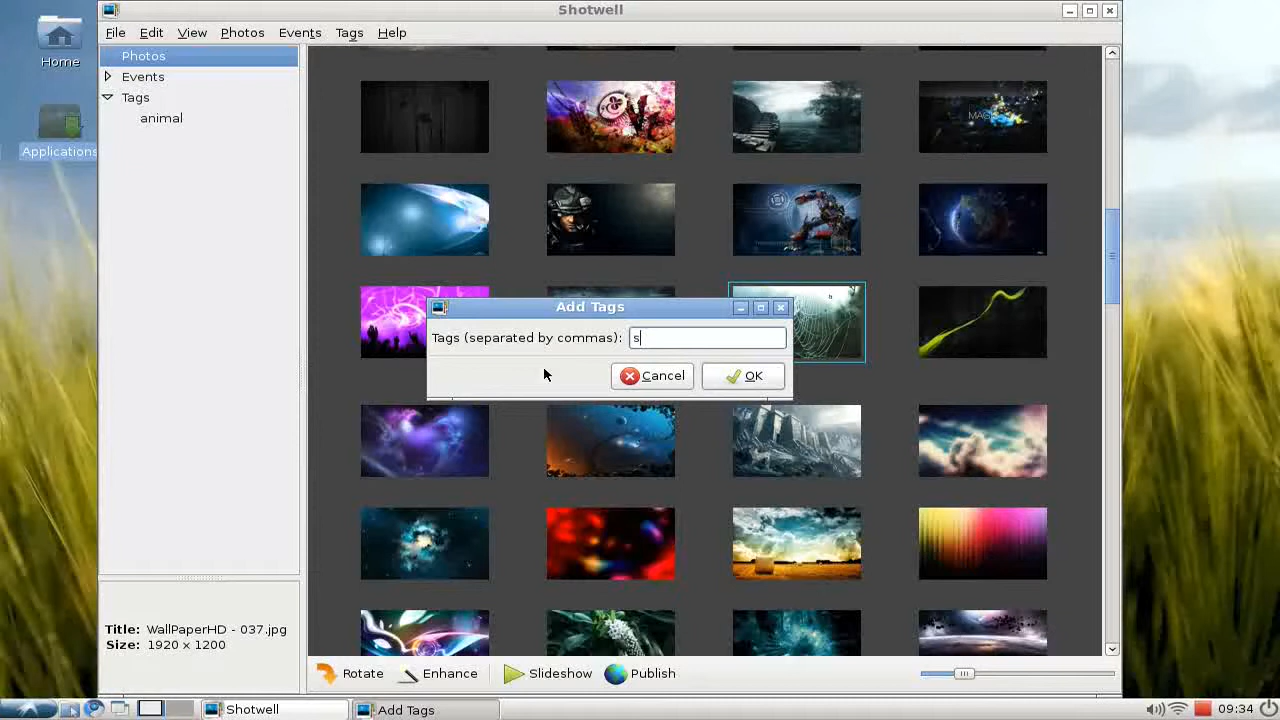 Shotwell
File Edit View Photos Events Tags Help
Home
Applications
Photos
Events
Tags
animal
Add Tags
Tags (separated by commas): s
Cancel OK
Title: WallPaperHD - 037.jpg
Size: 1920 × 1200
Rotate Enhance Slideshow Publish
Shotwell Add Tags 09:34